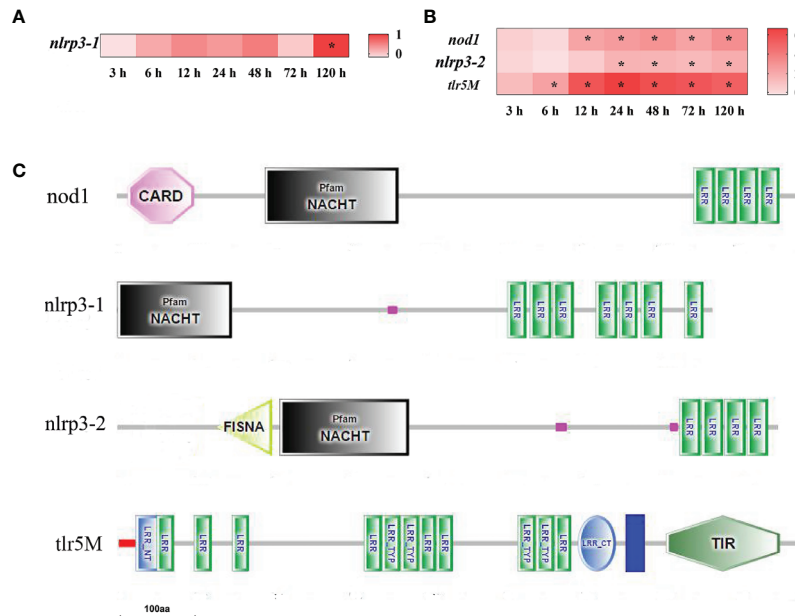 A
nlrp3-1
*
1
0
3 h 6 h 12 h 24 h 48 h 72 h 120 h
B
nod1 * * * * *
nlrp3-2 * * * *
tlr5M * * * * * *
3 h 6 h 12 h 24 h 48 h 72 h 120 h
C
nod1 CARD Pfam NACHT LRR LRR LRR LRR
nlrp3-1 Pfam NACHT LRR LRR LRR LRR LRR LRR LRR
nlrp3-2 FISNA Pfam NACHT LRR LRR LRR LRR
tlr5M LRR_NT LRR LRR LRR LRR LRR_TYP LRR_TYP LRR LRR LRR_TYP LRR_TYP LRR LRR_CT TIR
100aa